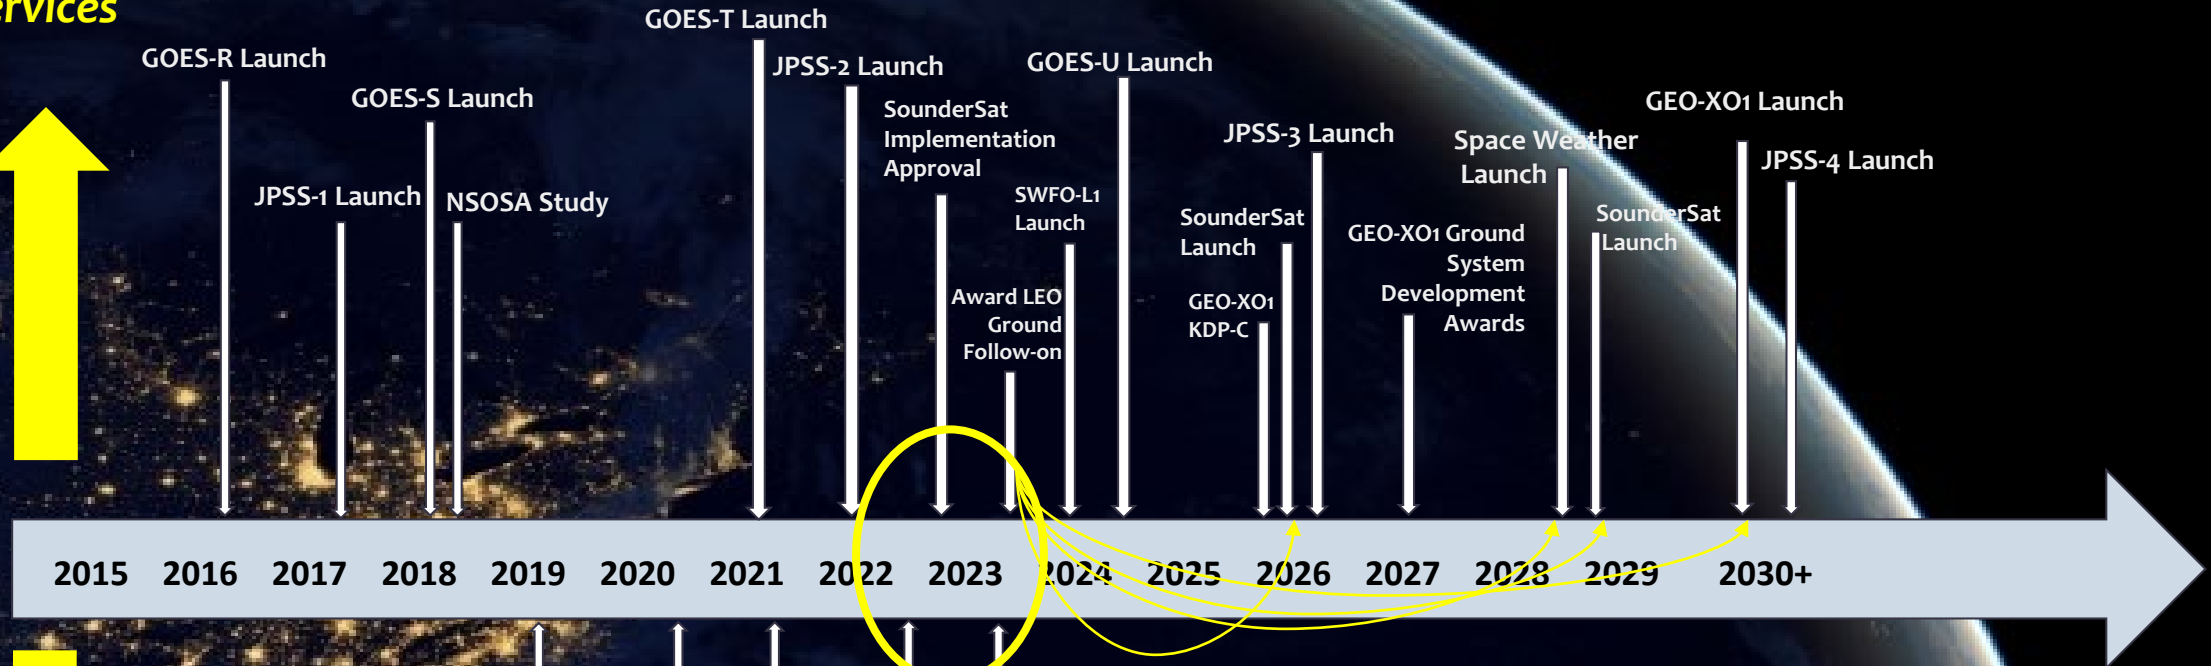 GOES-R Launch
JPSS-1 Launch
GOES-S Launch
NSOSA Study
GOES-T Launch
JPSS-2 Launch
SounderSat
Implementation
Approval
Award LEO
Ground
Follow-on
SWFO-L1
Launch
GOES-U Launch
SounderSat
Launch
GEO-XO1
KDP-C
JPSS-3 Launch
GEO-XO1 Ground
System
Development
Awards
Space Weather
Launch
SounderSat
Launch
GEO-XO1 Launch
JPSS-4 Launch
2015 2016 2017 2018 2019 2020 2021 2022 2023 2024 2025 2026 2027 2028 2029 2030+